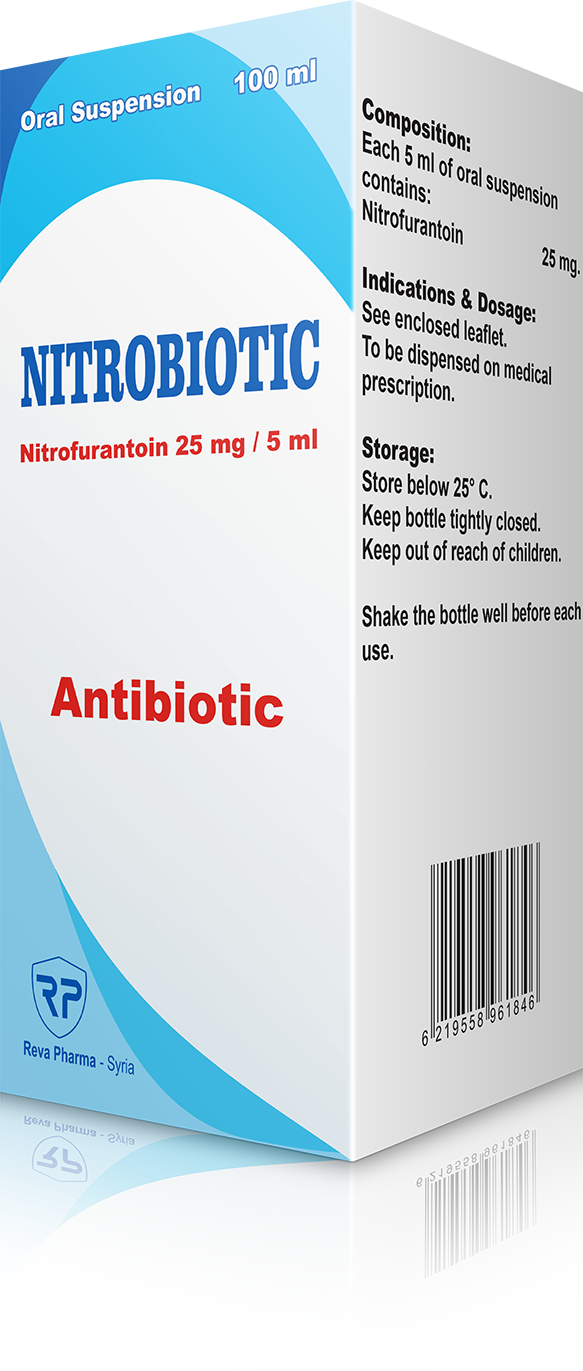 Oral Suspension 100 ml
NITROBIOTIC
Nitrofurantoin 25 mg / 5 ml
Antibiotic
RP
Reva Pharma - Syria
Composition:
Each 5 ml of oral suspension
contains:
Nitrofurantoin 25 mg.
Indications & Dosage:
See enclosed leaflet.
To be dispensed on medical
prescription.
Storage:
Store below 25° C.
Keep bottle tightly closed.
Keep out of reach of children.
Shake the bottle well before each
use.
6 219558 961846